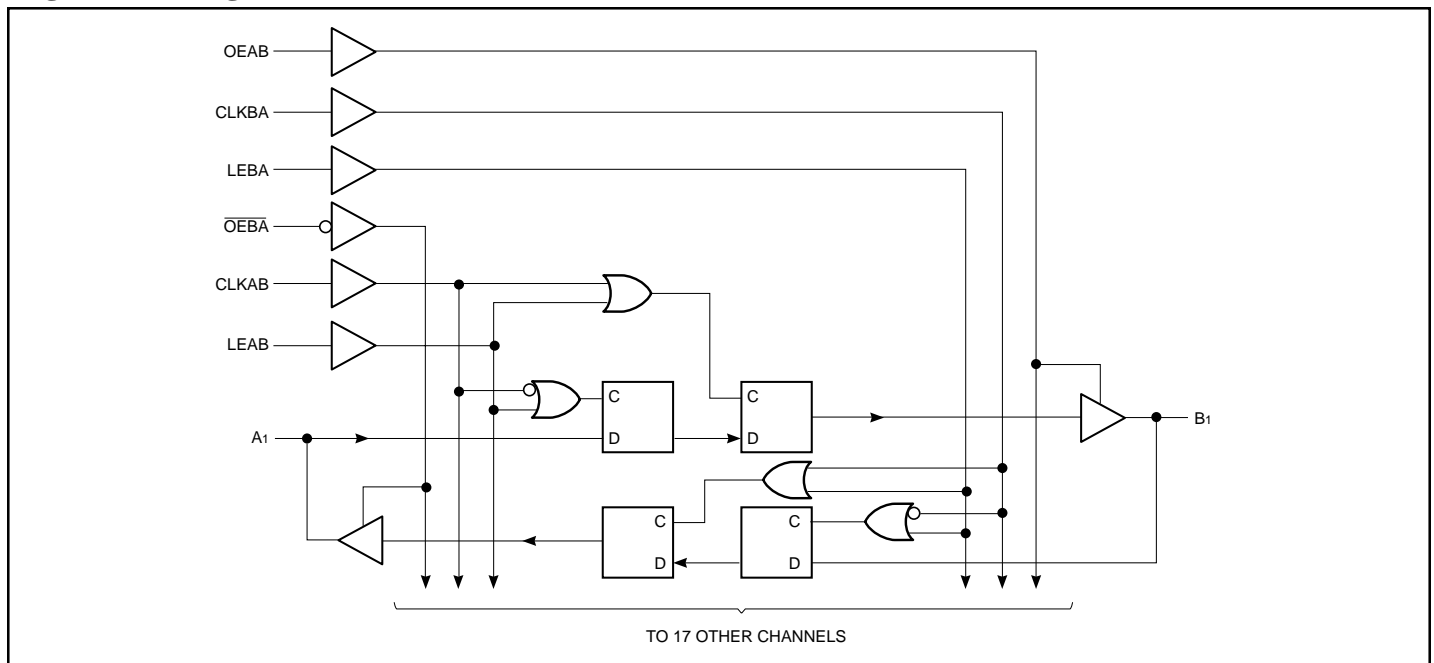 OEAB
CLKBA
LEBA
OEBA
CLKAB
LEAB
C
D
C
D
A1
B1
C
D
C
D
TO 17 OTHER CHANNELS